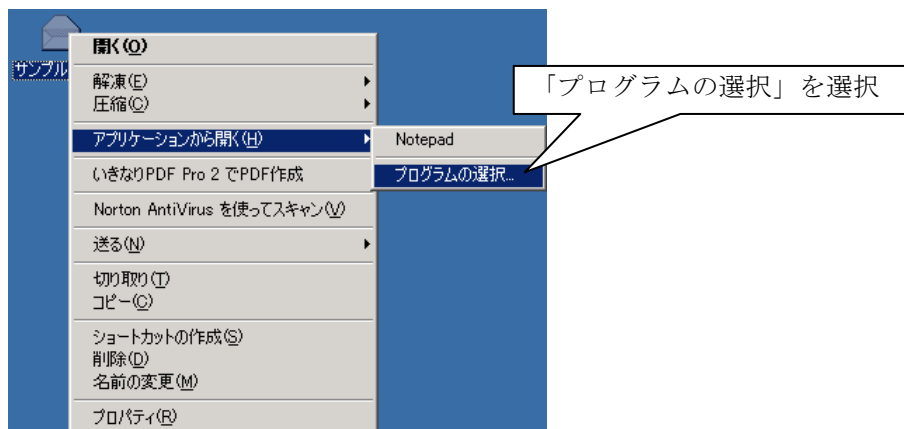 開く(O)
サンプル
解凍(E)
圧縮(C)
「プログラムの選択」を選択
アプリケーションから開く(H)
Notepad
いきなりPDF Pro 2 でPDF作成
プログラムの選択...
Norton AntiVirus を使ってスキャン(V)
送る(N)
切り取り(T)
コピー(C)
ショートカットの作成(S)
削除(D)
名前の変更(M)
プロパティ(R)